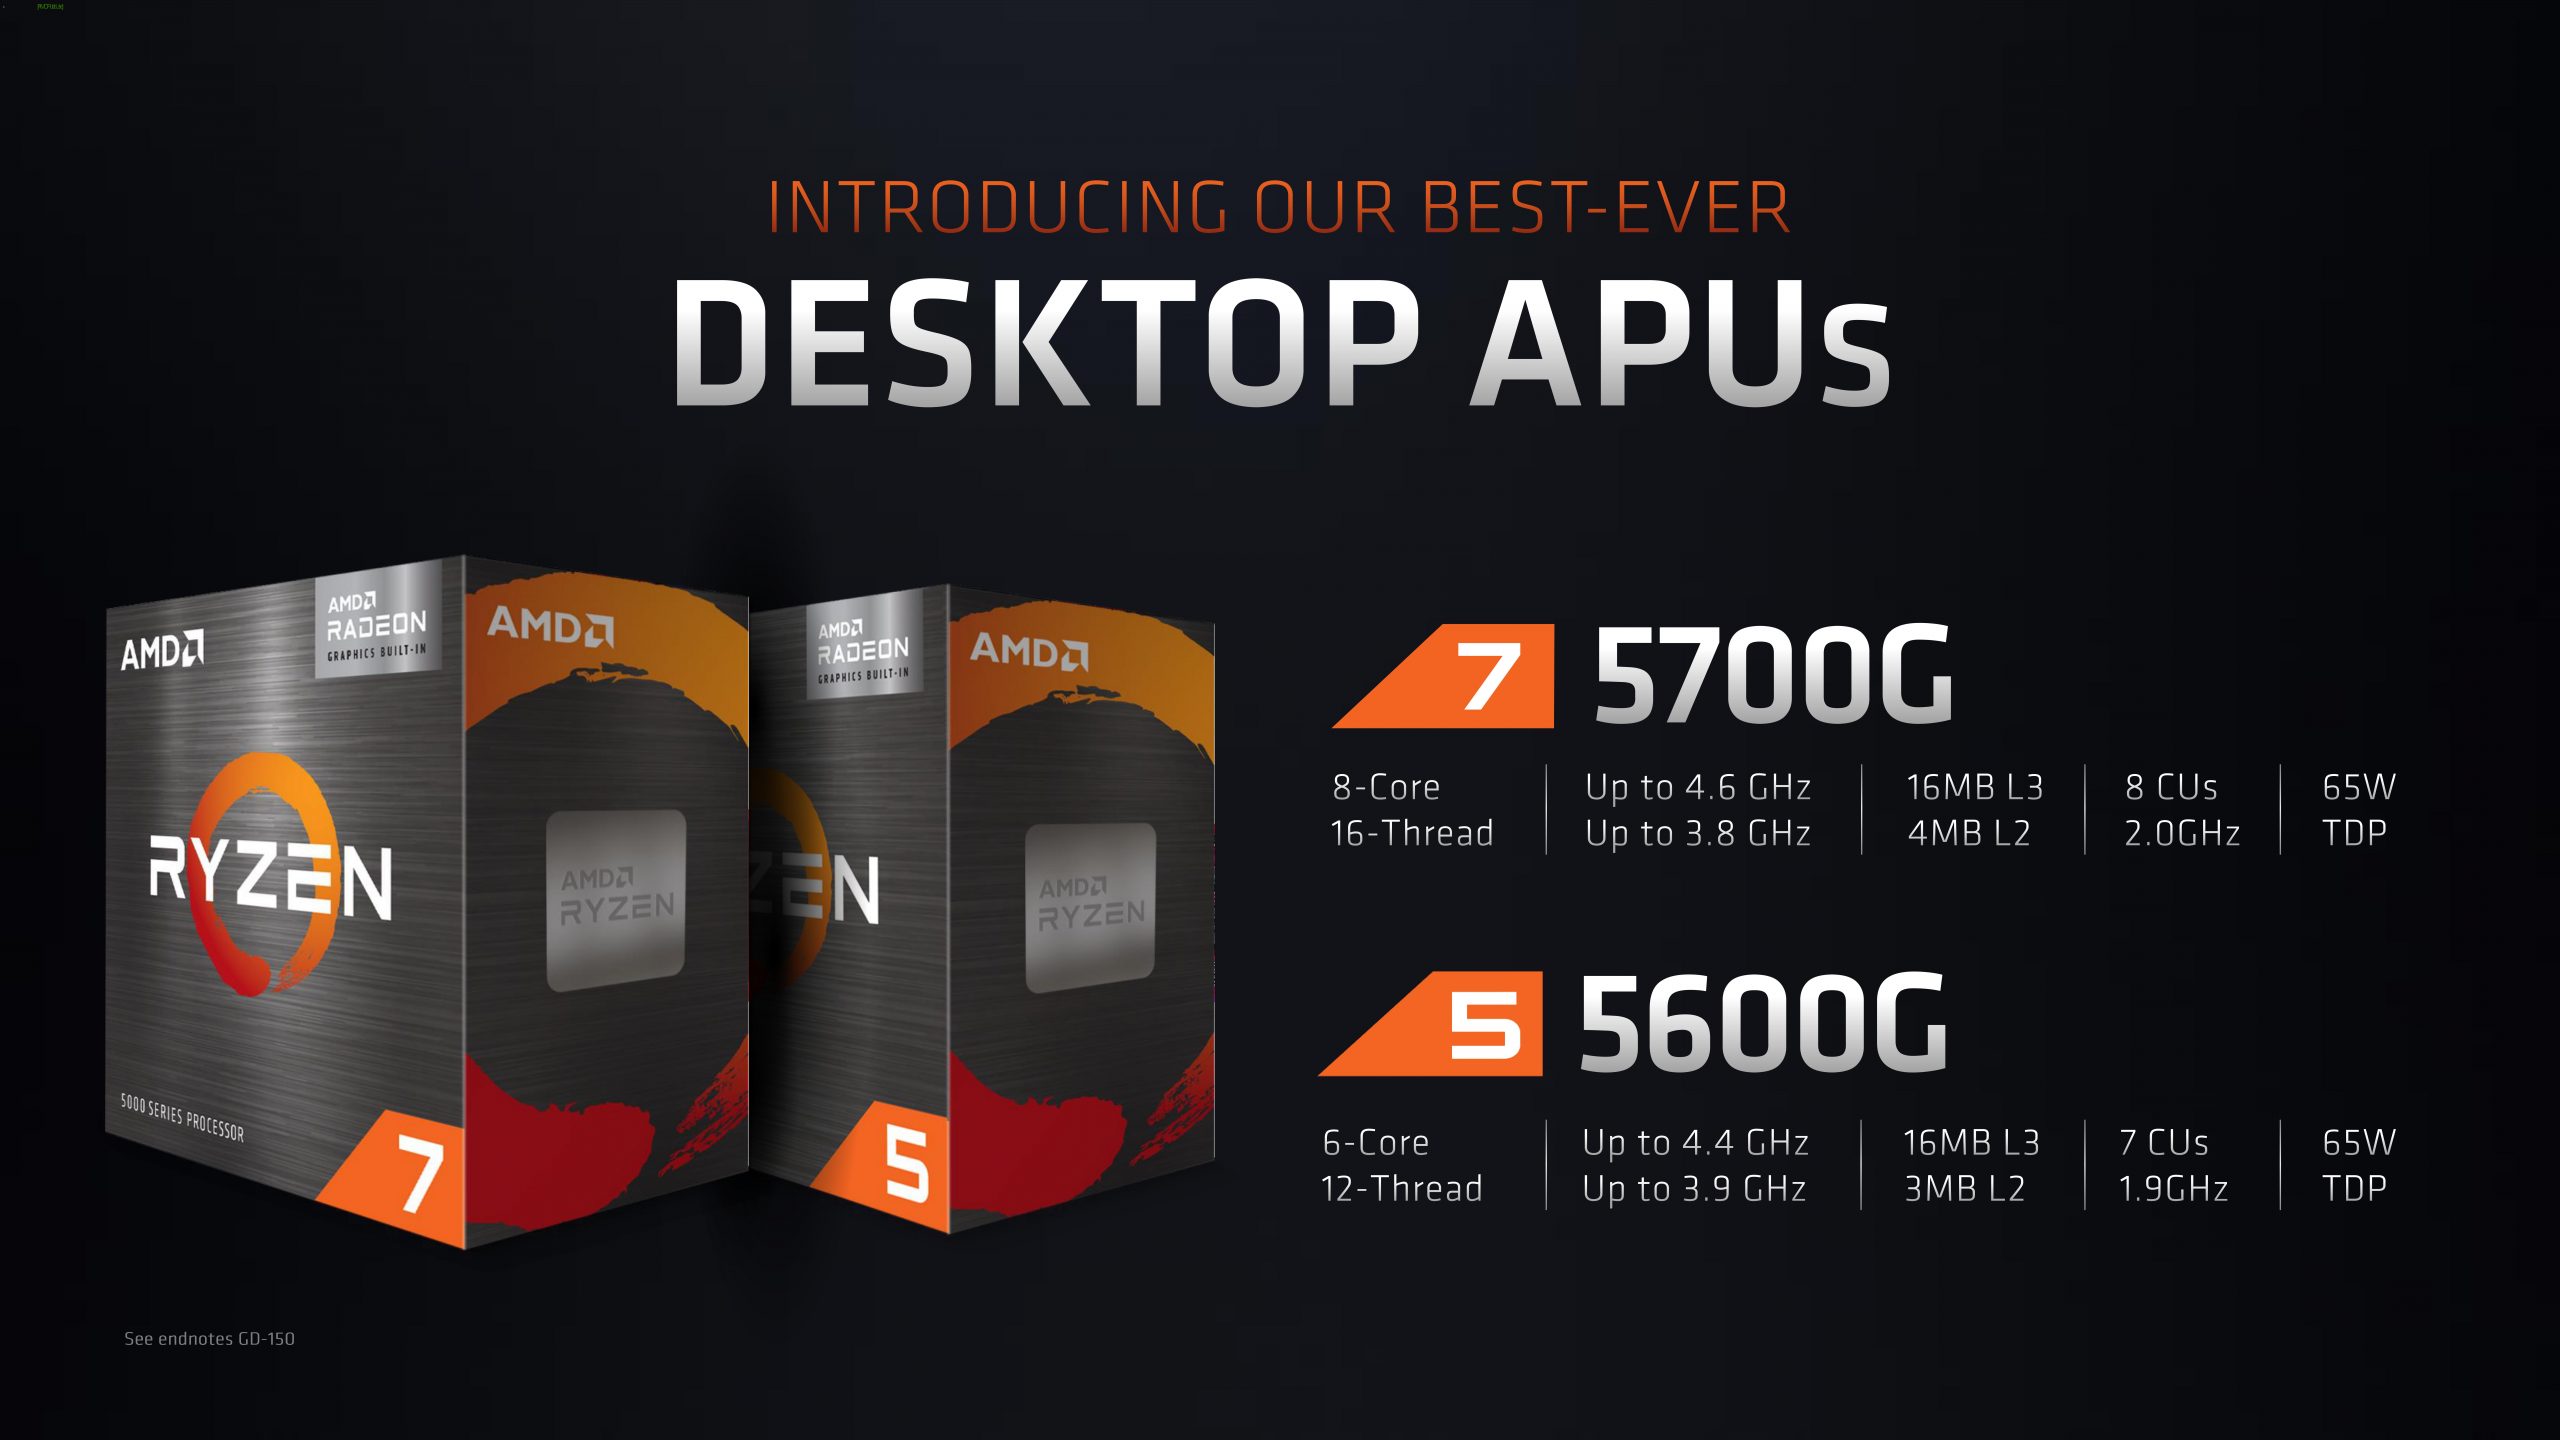 INTRODUCING OUR BEST-EVER
DESKTOP APUs
AMD
AMD
RADEON
GRAPHICS BUILT-IN
RYZEN
5000 SERIES PROCESSOR
7
AMD
AMD
RYZEN
AMD
RADEON
GRAPHICS BUILT-IN
ZEN
5
AMD
AMD
RYZEN
7 5700G
8-Core Up to 4.6 GHz 16MB L3 8 CUs 65W
16-Thread Up to 3.8 GHz 4MB L2 2.0GHz TDP
5 5600G
6-Core Up to 4.4 GHz 16MB L3 7 CUs 65W
12-Thread Up to 3.9 GHz 3MB L2 1.9GHz TDP
See endnotes GD-150